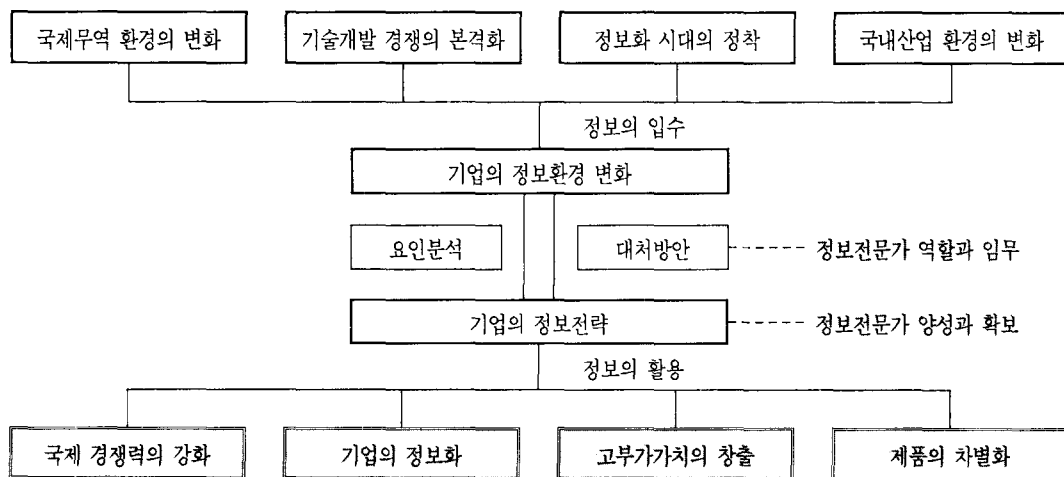 국제무역 환경의 변화
기술개발 경쟁의 본격화
정보화 시대의 정착
국내산업 환경의 변화
정보의 입수
기업의 정보환경 변화
요인분석
대처방안
정보전문가 역할과 임무
기업의 정보전략
정보전문가 양성과 확보
정보의 활용
국제 경쟁력의 강화
기업의 정보화
고부가가치의 창출
제품의 차별화